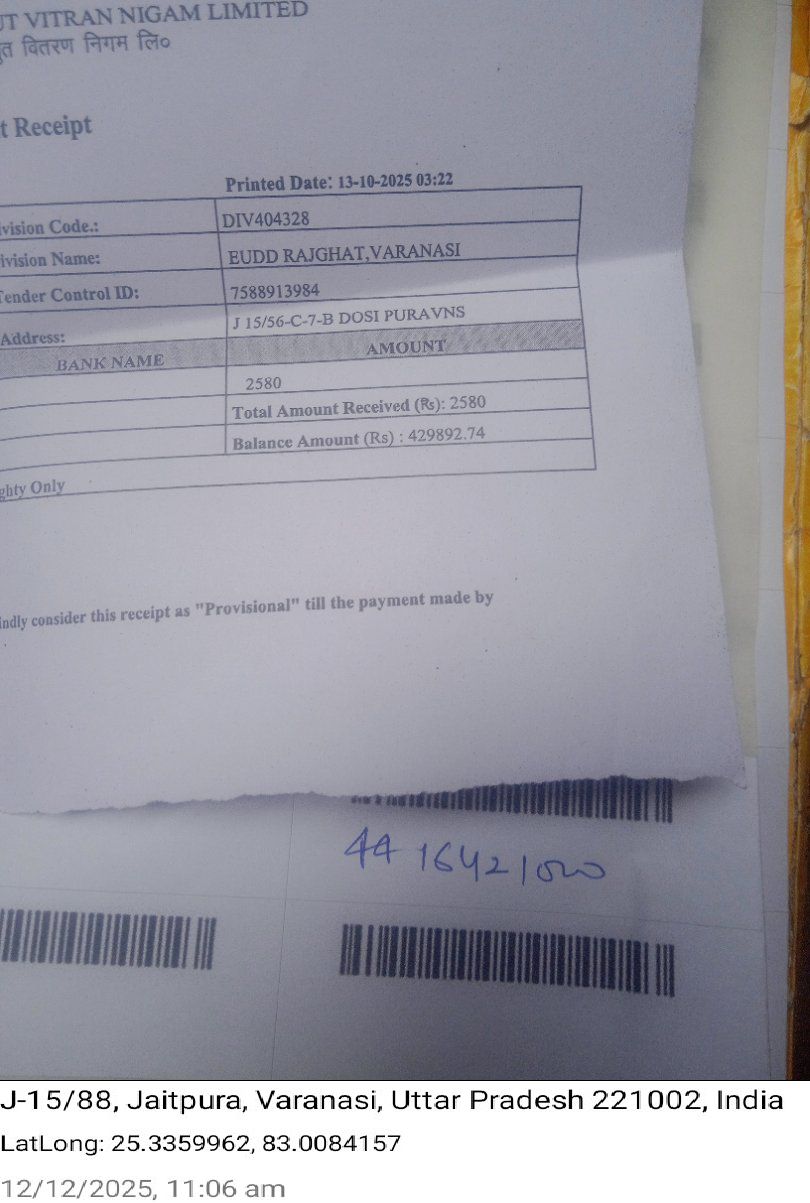 UT VITRAN NIGAM LIMITED
वितरण निगम लि०
t Receipt
Printed Date: 13-10-2025 03:22
ivision Code.: DIV404328
ivision Name: EUDD RAJGHAT,VARANASI
Tender Control ID: 7588913984
Address: J 15/56-C-7-B DOSI PURAVNS
BANK NAME AMOUNT
2580
Total Amount Received (₨): 2580
Balance Amount (Rs) : 429892.74
ghty Only
indly consider this receipt as "Provisional" till the payment made by
J-15/88, Jaitpura, Varanasi, Uttar Pradesh 221002, India
LatLong: 25.3359962, 83.0084157
12/12/2025, 11:06 am